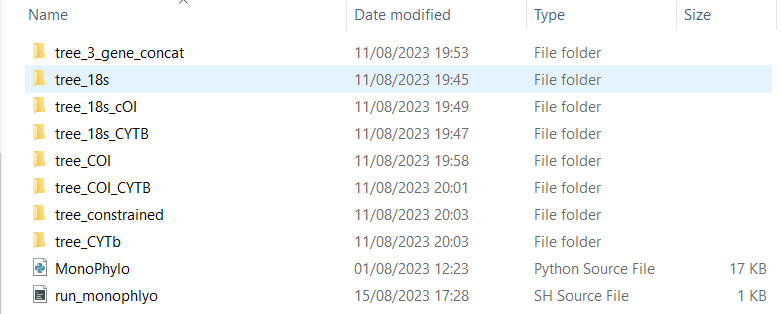 Name Date modified Type Size
tree_3_gene_concat 11/08/2023 19:53 File folder
tree_18s 11/08/2023 19:45 File folder
tree_18s_cOI 11/08/2023 19:49 File folder
tree_18s_CYTB 11/08/2023 19:47 File folder
tree_COI 11/08/2023 19:58 File folder
tree_COI_CYTB 11/08/2023 20:01 File folder
tree_constrained 11/08/2023 20:03 File folder
tree_CYTb 11/08/2023 20:03 File folder
MonoPhylo 01/08/2023 12:23 Python Source File 17 KB
run_monophlyo 15/08/2023 17:28 SH Source File 1 KB